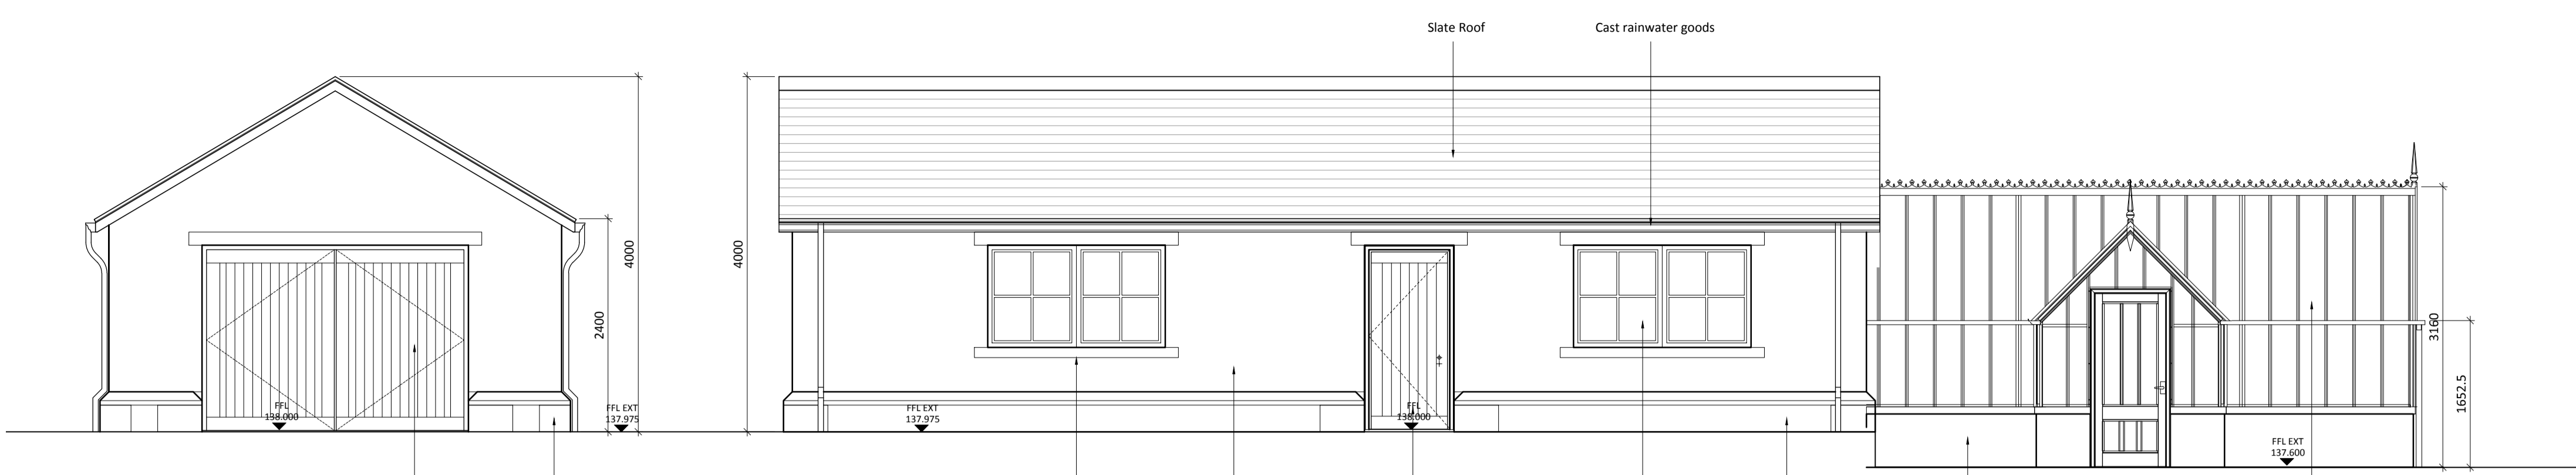 Slate Roof
Cast rainwater goods
4000
2400
FFL
138.000
FFL EXT
137.975
4000
FFL EXT
137.975
FFL
138.000
3160
1652.5
FFL EXT
137.600